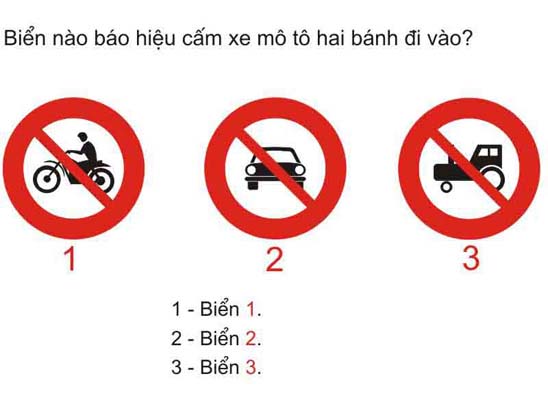 Biển nào báo hiệu cấm xe mô tô hai bánh đi vào?
1 2 3
1 - Biển 1.
2 - Biển 2.
3 - Biển 3.